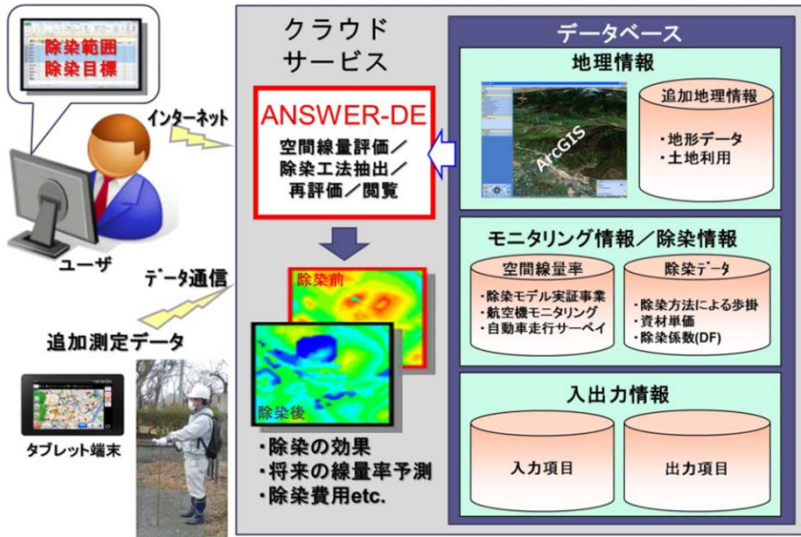 除染範囲
除染目標
インターネット
ユーザ
データ通信
追加測定データ
タブレット端末
クラウド
サービス
ANSWER-DE
空間線量評価／
除染工法抽出／
再評価／閲覧
除染前
除染後
・除染の効果
・将来の線量率予測
・除染費用etc.
データベース
地理情報
ArcGIS
追加地理情報
・地形データ
・土地利用
モニタリング情報／除染情報
空間線量率
・除染モデル実証事業
・航空機モニタリング
・自動車走行サーベイ
除染データ
・除染方法による歩掛
・資材単価
・除染係数(DF)
入出力情報
入力項目
出力項目